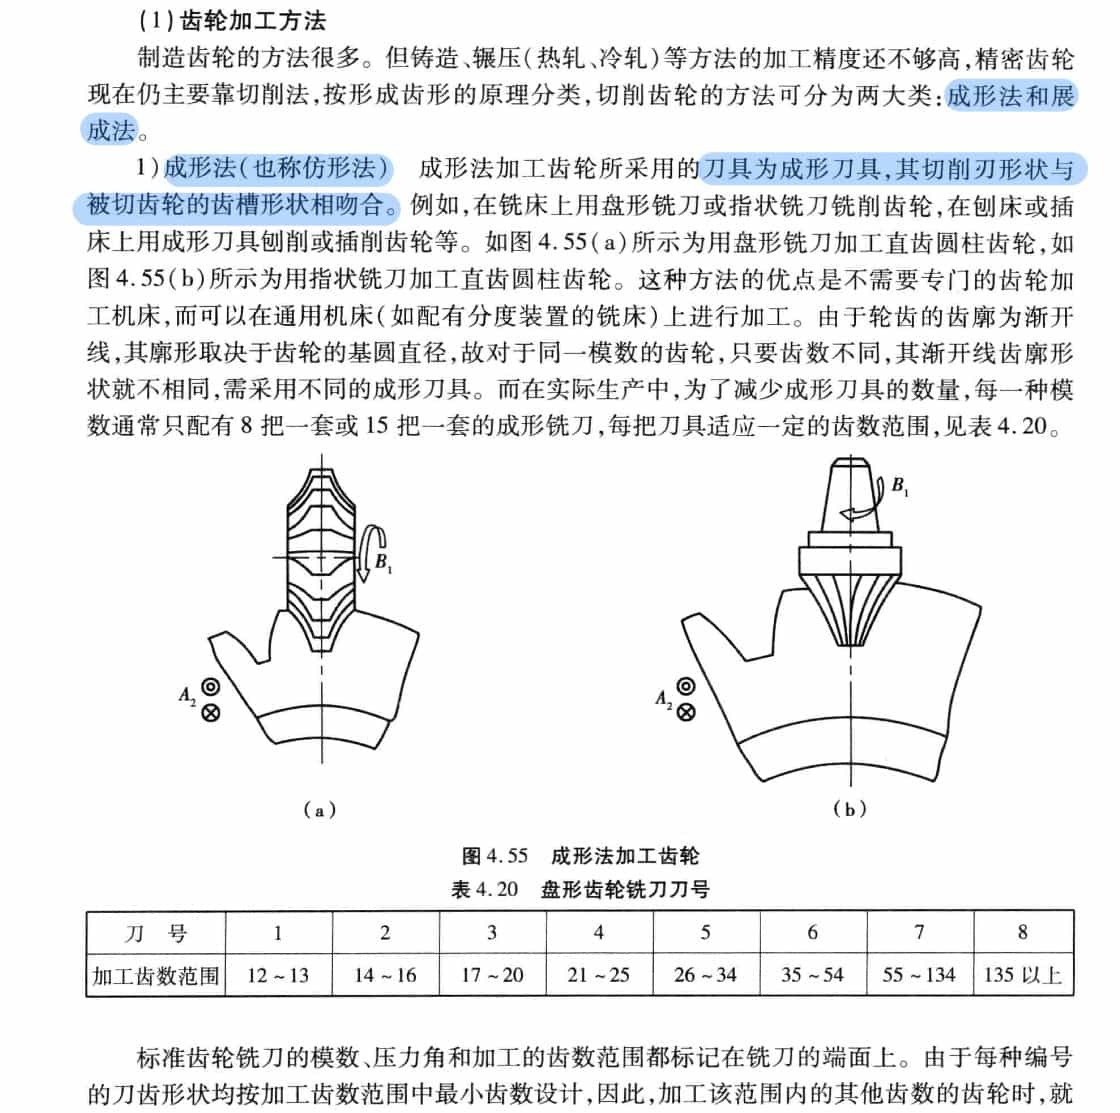 (1)齿轮加工方法
制造齿轮的方法很多。但铸造、辗压(热轧、冷轧)等方法的加工精度还不够高,精密齿轮
现在仍主要靠切削法,按形成齿形的原理分类,切削齿轮的方法可分为两大类:成形法和展
成法。
1)成形法(也称仿形法) 成形法加工齿轮所采用的刀具为成形刀具,其切削刃形状与
被切齿轮的齿槽形状相吻合。例如,在铣床上用盘形铣刀或指状铣刀铣削齿轮,在刨床或插
床上用成形刀具刨削或插削齿轮等。如图4.55(a)所示为用盘形铣刀加工直齿圆柱齿轮,如
图4.55(b)所示为用指状铣刀加工直齿圆柱齿轮。这种方法的优点是不需要专门的齿轮加
工机床,而可以在通用机床(如配有分度装置的铣床)上进行加工。由于轮齿的齿廓为渐开
线,其廓形取决于齿轮的基圆直径,故对于同一模数的齿轮,只要齿数不同,其渐开线齿廓形
状就不相同,需采用不同的成形刀具。而在实际生产中,为了减少成形刀具的数量,每一种模
数通常只配有8把一套或15把一套的成形铣刀,每把刀具适应一定的齿数范围,见表4.20。
B₁
A₂
(a)
B₁
A₂
(b)
图4.55 成形法加工齿轮
表4.20 盘形齿轮铣刀刀号
刀 号 1 2 3 4 5 6 7 8
加工齿数范围 12~13 14~16 17~20 21~25 26~34 35~54 55~134 135以上
标准齿轮铣刀的模数、压力角和加工的齿数范围都标记在铣刀的端面上。由于每种编号
的刀齿形状均按加工齿数范围中最小齿数设计,因此,加工该范围内的其他齿数的齿轮时,就